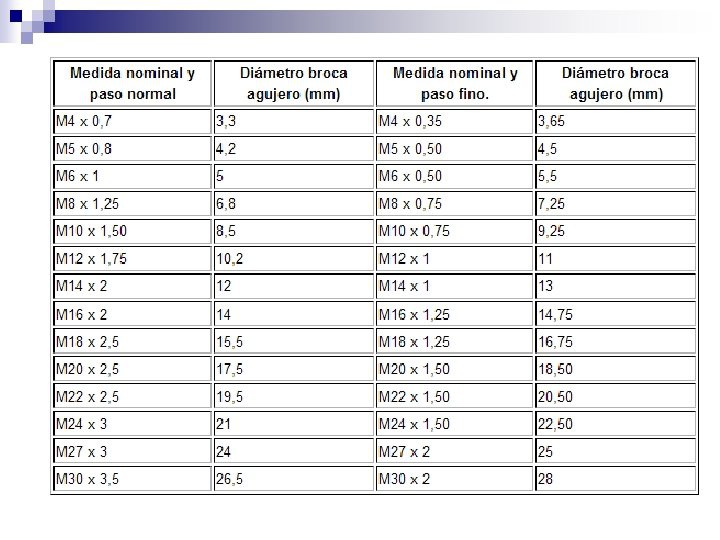 Medida nominal y paso normal | Diámetro broca agujero (mm) | Medida nominal y paso fino. | Diámetro broca agujero (mm)
M4 x 0,7 | 3,3 | M4 x 0,35 | 3,65
M5 x 0,8 | 4,2 | M5 x 0,50 | 4,5
M6 x 1 | 5 | M6 x 0,50 | 5,5
M8 x 1,25 | 6,8 | M8 x 0,75 | 7,25
M10 x 1,50 | 8,5 | M10 x 0,75 | 9,25
M12 x 1,75 | 10,2 | M12 x 1 | 11
M14 x 2 | 12 | M14 x 1 | 13
M16 x 2 | 14 | M16 x 1,25 | 14,75
M18 x 2,5 | 15,5 | M18 x 1,25 | 16,75
M20 x 2,5 | 17,5 | M20 x 1,50 | 18,50
M22 x 2,5 | 19,5 | M22 x 1,50 | 20,50
M24 x 3 | 21 | M24 x 1,50 | 22,50
M27 x 3 | 24 | M27 x 2 | 25
M30 x 3,5 | 26,5 | M30 x 2 | 28